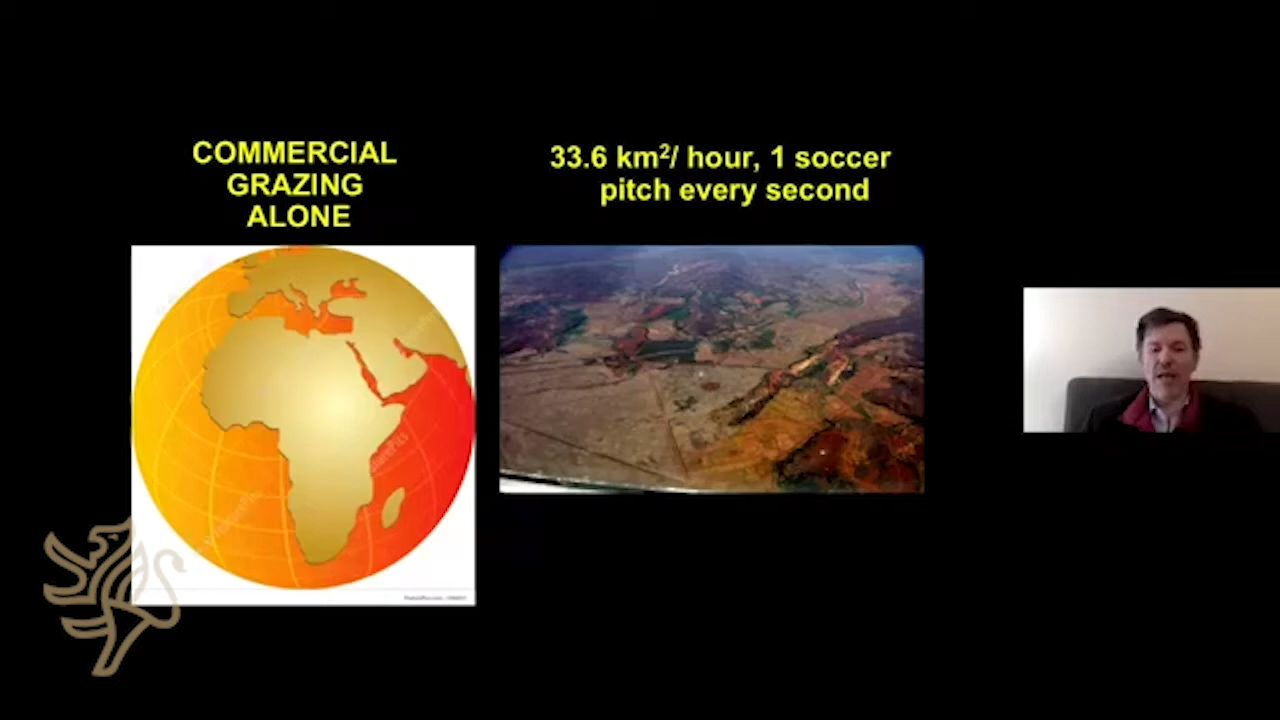 COMMERCIAL
GRAZING
ALONE
33.6 km²/ hour, 1 soccer
pitch every second